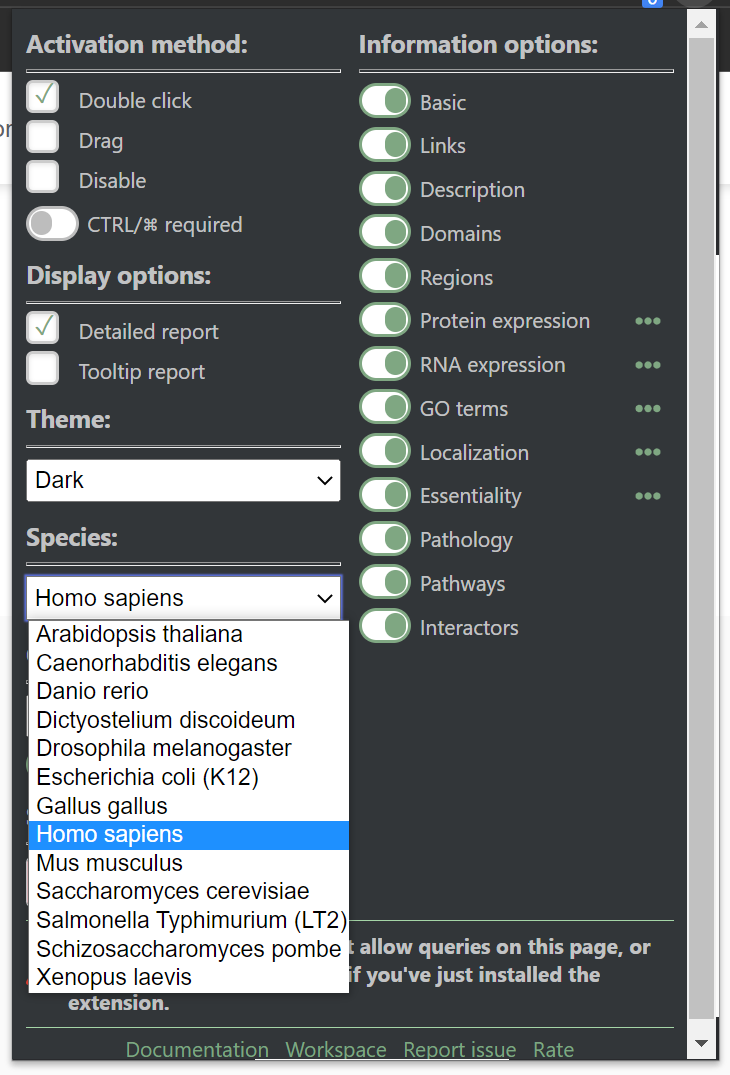 Activation method:
Double click
Drag
Disable
CTRL/⌘ required
Display options:
Detailed report
Tooltip report
Theme:
Dark
Species:
Homo sapiens
Arabidopsis thaliana
Caenorhabditis elegans
Danio rerio
Dictyostelium discoideum
Drosophila melanogaster
Escherichia coli (K12)
Gallus gallus
Homo sapiens
Mus musculus
Saccharomyces cerevisiae
Salmonella Typhimurium (LT2)
Schizosaccharomyces pombe
Xenopus laevis
Information options:
Basic
Links
Description
Domains
Regions
Protein expression
RNA expression
GO terms
Localization
Essentiality
Pathology
Pathways
Interactors
allow queries on this page, or
if you've just installed the
extension.
Documentation Workspace Report issue Rate